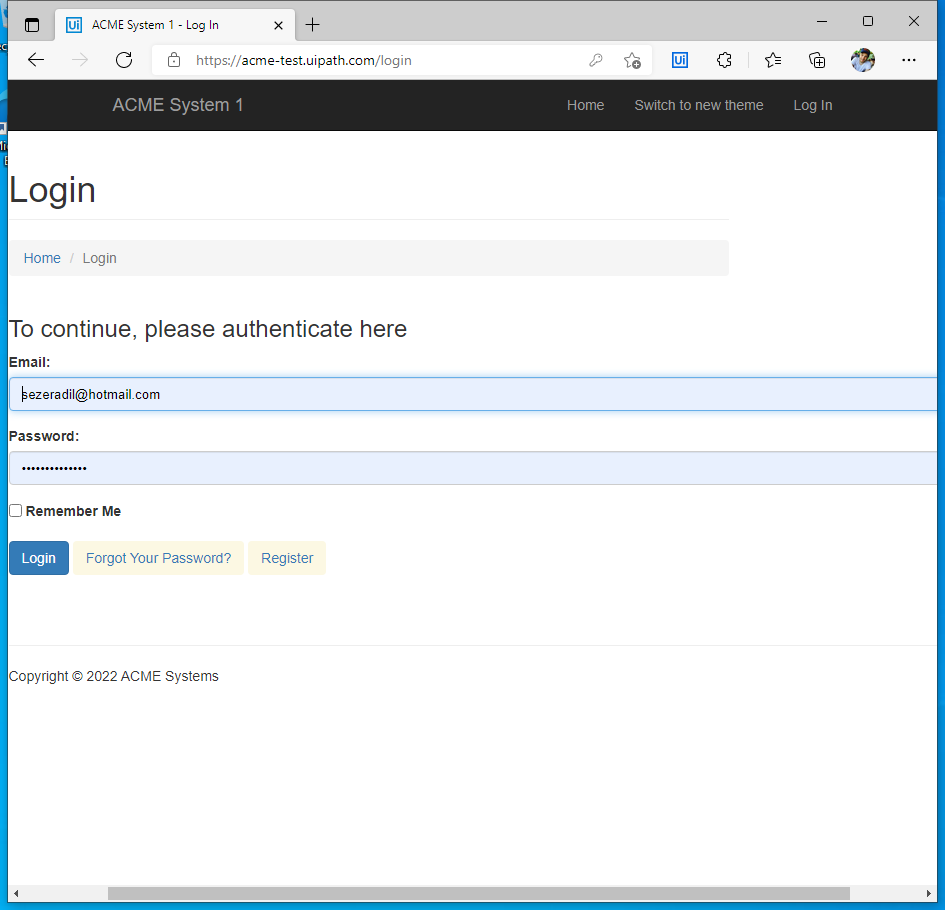 Ui ACME System 1 - Log In
https://acme-test.uipath.com/login
Ui
ACME System 1 Home Switch to new theme Log In
Login
Home / Login
To continue, please authenticate here
Email:
sezeradil@hotmail.com
Password:
••••••••••••••
Remember Me
Login Forgot Your Password? Register
Copyright © 2022 ACME Systems